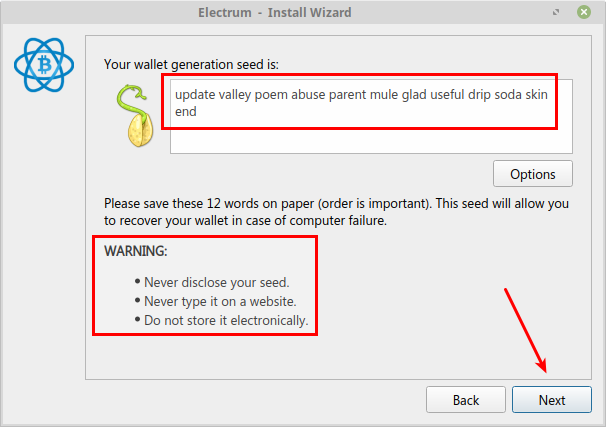 Electrum - Install Wizard
Your wallet generation seed is:
update valley poem abuse parent mule glad useful drip soda skin
end
Options
Please save these 12 words on paper (order is important). This seed will allow you
to recover your wallet in case of computer failure.
WARNING:
• Never disclose your seed.
• Never type it on a website.
• Do not store it electronically.
Back
Next